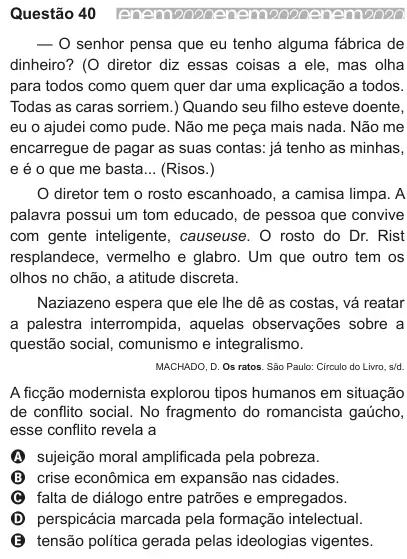 Questão 40 enem2020enem2020enem2020
— O senhor pensa que eu tenho alguma fábrica de
dinheiro? (O diretor diz essas coisas a ele, mas olha
para todos como quem quer dar uma explicação a todos.
Todas as caras sorriem.) Quando seu filho esteve doente,
eu o ajudei como pude. Não me peça mais nada. Não me
encarregue de pagar as suas contas: já tenho as minhas,
e é o que me basta... (Risos.)
O diretor tem o rosto escanhoado, a camisa limpa. A
palavra possui um tom educado, de pessoa que convive
com gente inteligente, causeuse. O rosto do Dr. Rist
resplandece, vermelho e glabro. Um que outro tem os
olhos no chão, a atitude discreta.
Naziazeno espera que ele lhe dê as costas, vá reatar
a palestra interrompida, aquelas observações sobre a
questão social, comunismo e integralismo.
MACHADO, D. Os ratos. São Paulo: Círculo do Livro, s/d.
A ficção modernista explorou tipos humanos em situação
de conflito social. No fragmento do romancista gaúcho,
esse conflito revela a
A sujeição moral amplificada pela pobreza.
B crise econômica em expansão nas cidades.
C falta de diálogo entre patrões e empregados.
D perspicácia marcada pela formação intelectual.
E tensão política gerada pelas ideologias vigentes.